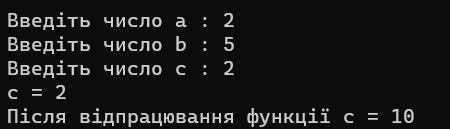 Введіть число a : 2
Введіть число b : 5
Введіть число c : 2
c = 2
Після відпрацювання функції c = 10